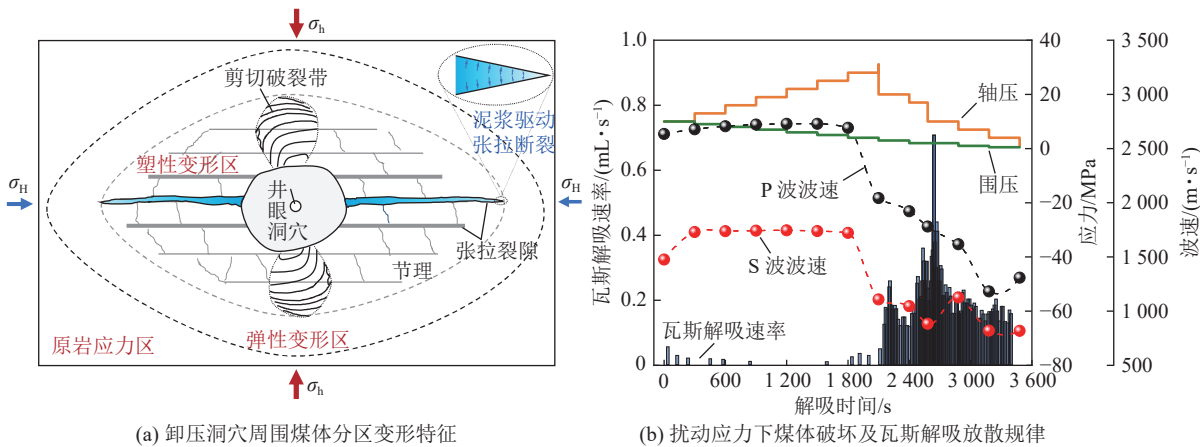 σh
剪切破裂带
泥浆驱动
张拉断裂
塑性变形区
σH
井
眼
洞穴
σH
张拉裂隙
节理
弹性变形区
原岩应力区
σh
(a) 卸压洞穴周围煤体分区变形特征
瓦斯解吸速率/(mL·s⁻¹)
1.0
0.8
0.6
0.4
0.2
0
轴压
围压
P 波波速
S 波波速
瓦斯解吸速率
0 600 1 200 1 800 2 400 3 000 3 600
解吸时间/s
应力/MPa
40
20
0
−20
−40
−60
−80
波速/(m·s⁻¹)
3 500
3 000
2 500
2 000
1 500
1 000
500
(b) 扰动应力下煤体破坏及瓦斯解吸放散规律